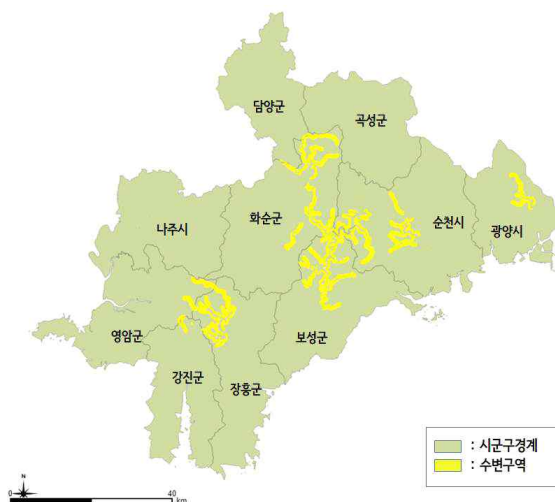 담양군
곡성군
화순군
순천시
광양시
나주시
영암군
보성군
강진군
장흥군
N
0 40
km
: 시군구경계
: 수변구역